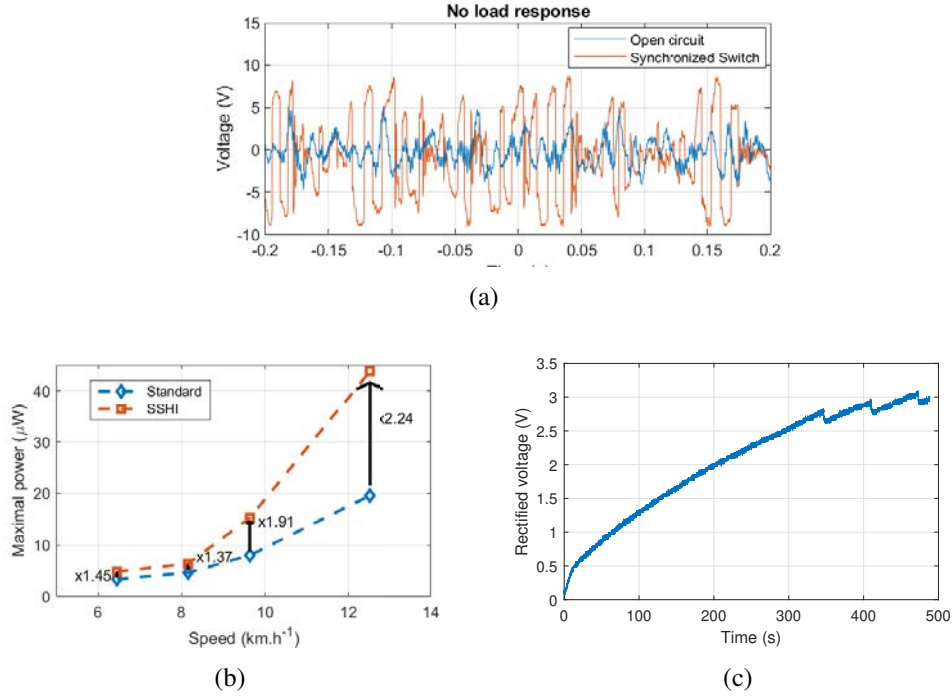 No load response
Open circuit
Synchronized Switch
Voltage (V)
15
10
5
0
-5
-10
-0.2 -0.15 -0.1 -0.05 0 0.05 0.1 0.15 0.2
(a)
Standard
SSHI
Maximal power (μW)
40
30
20
10
0
x1.45
x1.37
x1.91
x2.24
6 8 10 12 14
Speed (km.h⁻¹)
(b)
Rectified voltage (V)
3.5
3
2.5
2
1.5
1
0.5
0
0 100 200 300 400 500
Time (s)
(c)